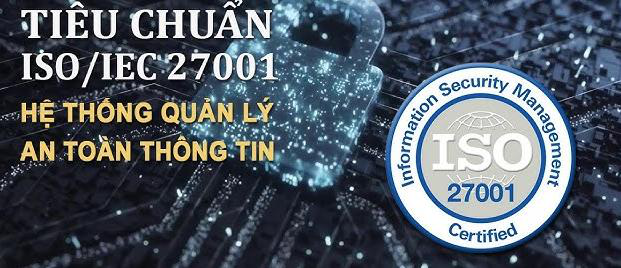 TIÊU CHUẨN
ISO/IEC 27001
HỆ THỐNG QUẢN LÝ
AN TOÀN THÔNG TIN
Information Security Management
ISO
27001
Certified